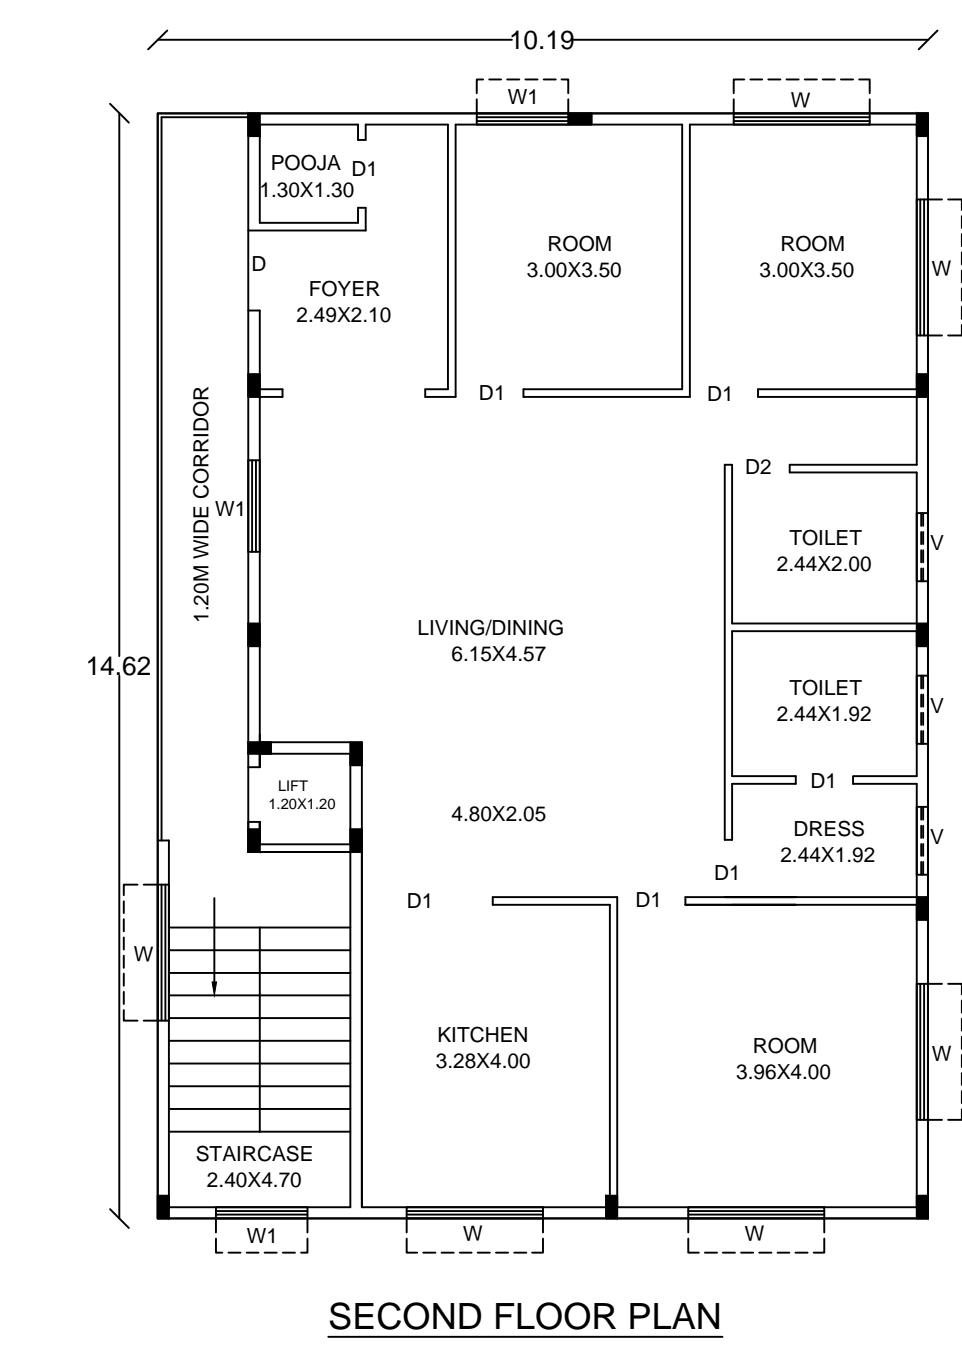 10.19
W1
W
POOJA
D1
1.30X1.30
ROOM
3.00X3.50
ROOM
3.00X3.50
W
D
FOYER
2.49X2.10
D1
D1
1.20M WIDE CORRIDOR
W1
D2
TOILET
2.44X2.00
V
LIVING/DINING
6.15X4.57
14.62
TOILET
2.44X1.92
V
LIFT
1.20X1.20
D1
4.80X2.05
DRESS
2.44X1.92
V
D1
D1
D1
W
KITCHEN
3.28X4.00
ROOM
3.96X4.00
W
STAIRCASE
2.40X4.70
W1
W
W
SECOND FLOOR PLAN